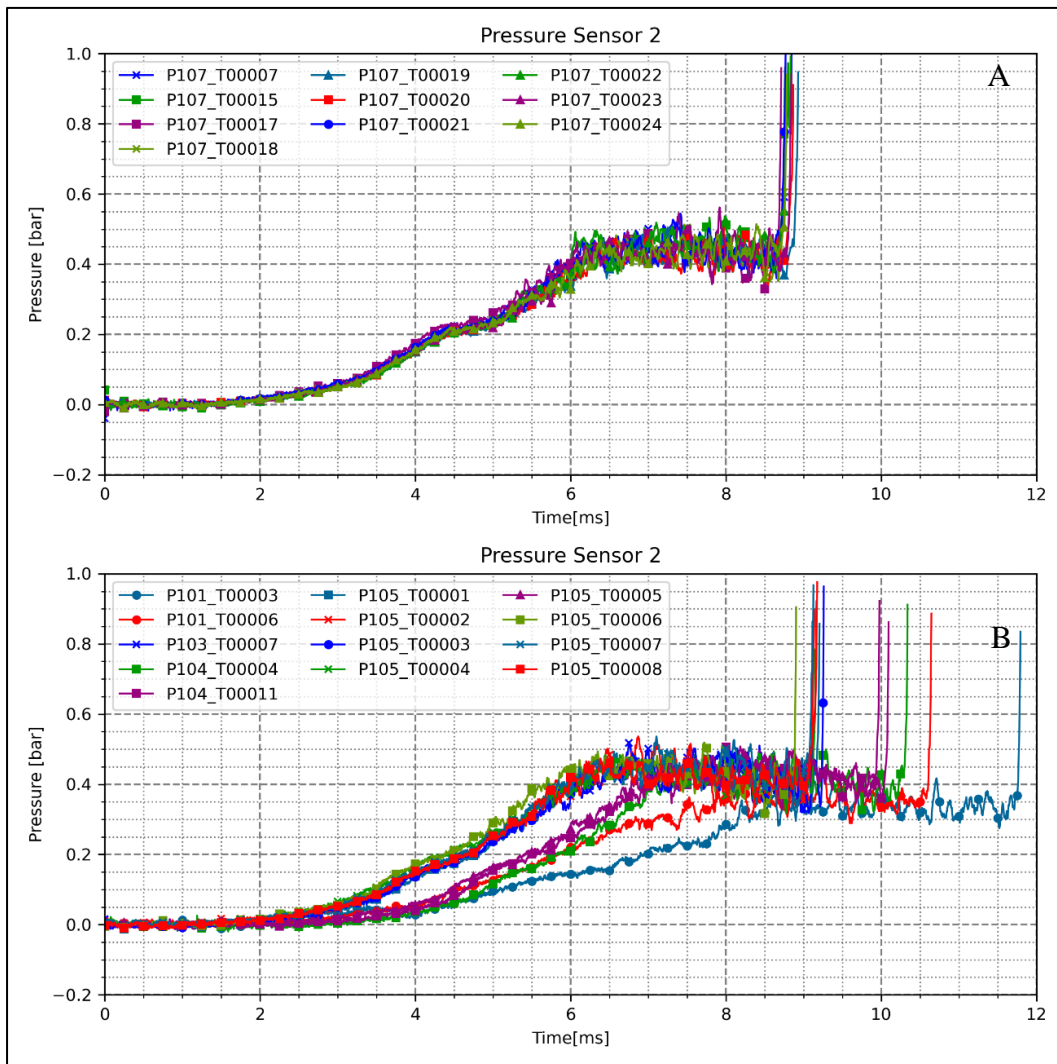 Pressure Sensor 2
A
P107_T00007 P107_T00019 P107_T00022
P107_T00015 P107_T00020 P107_T00023
P107_T00017 P107_T00021 P107_T00024
P107_T00018
1.0
0.8
0.6
0.4
0.2
0.0
−0.2
Pressure [bar]
0 2 4 6 8 10 12
Time[ms]
Pressure Sensor 2
B
P101_T00003 P105_T00001 P105_T00005
P101_T00006 P105_T00002 P105_T00006
P103_T00007 P105_T00003 P105_T00007
P104_T00004 P105_T00004 P105_T00008
P104_T00011
1.0
0.8
0.6
0.4
0.2
0.0
−0.2
Pressure [bar]
0 2 4 6 8 10 12
Time[ms]